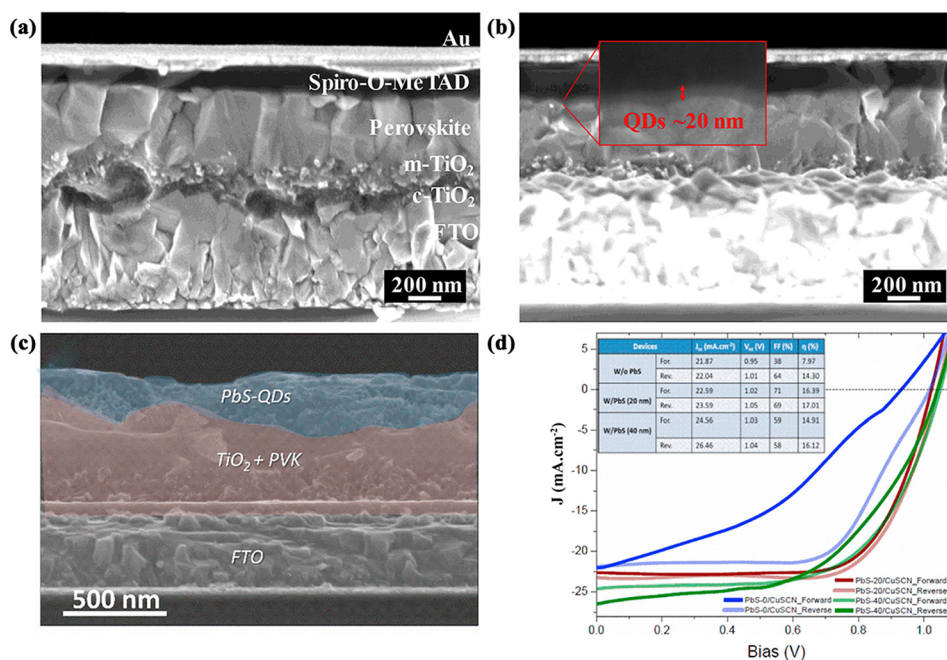 (a)
Au
Spiro-O-MeTAD
Perovskite
m-TiO2
c-TiO2
FTO
200 nm
(b)
QDs ~20 nm
200 nm
(c)
PbS-QDs
TiO2 + PVK
FTO
500 nm
(d)
Devices Jsc (mA.cm-2) Voc (V) FF (%) η (%)
W/o PbS For. 21.87 0.95 38 7.97
Rev. 22.04 1.01 64 14.30
W/PbS (20 nm) For. 22.59 1.02 71 16.39
Rev. 23.59 1.05 69 17.01
W/PbS (40 nm) For. 24.56 1.03 59 14.91
Rev. 26.46 1.04 58 16.12
5
0
-5
-10
-15
-20
-25
J (mA.cm-2)
PbS-0/CuSCN_Forward
PbS-0/CuSCN_Reverse
PbS-20/CuSCN_Forward
PbS-20/CuSCN_Reverse
PbS-40/CuSCN_Forward
PbS-40/CuSCN_Reverse
0.0 0.2 0.4 0.6 0.8 1.0
Bias (V)